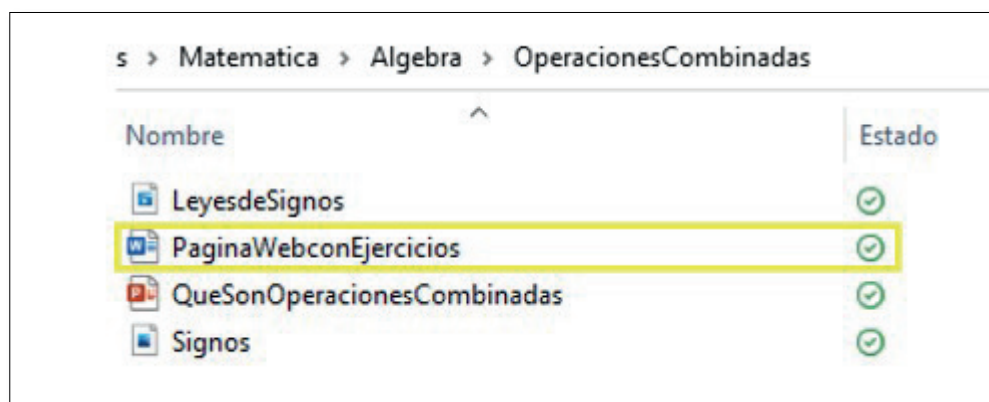 s > Matematica > Algebra > OperacionesCombinadas
Nombre Estado
LeyesdeSignos
PaginaWebconEjercicios
QueSonOperacionesCombinadas
Signos